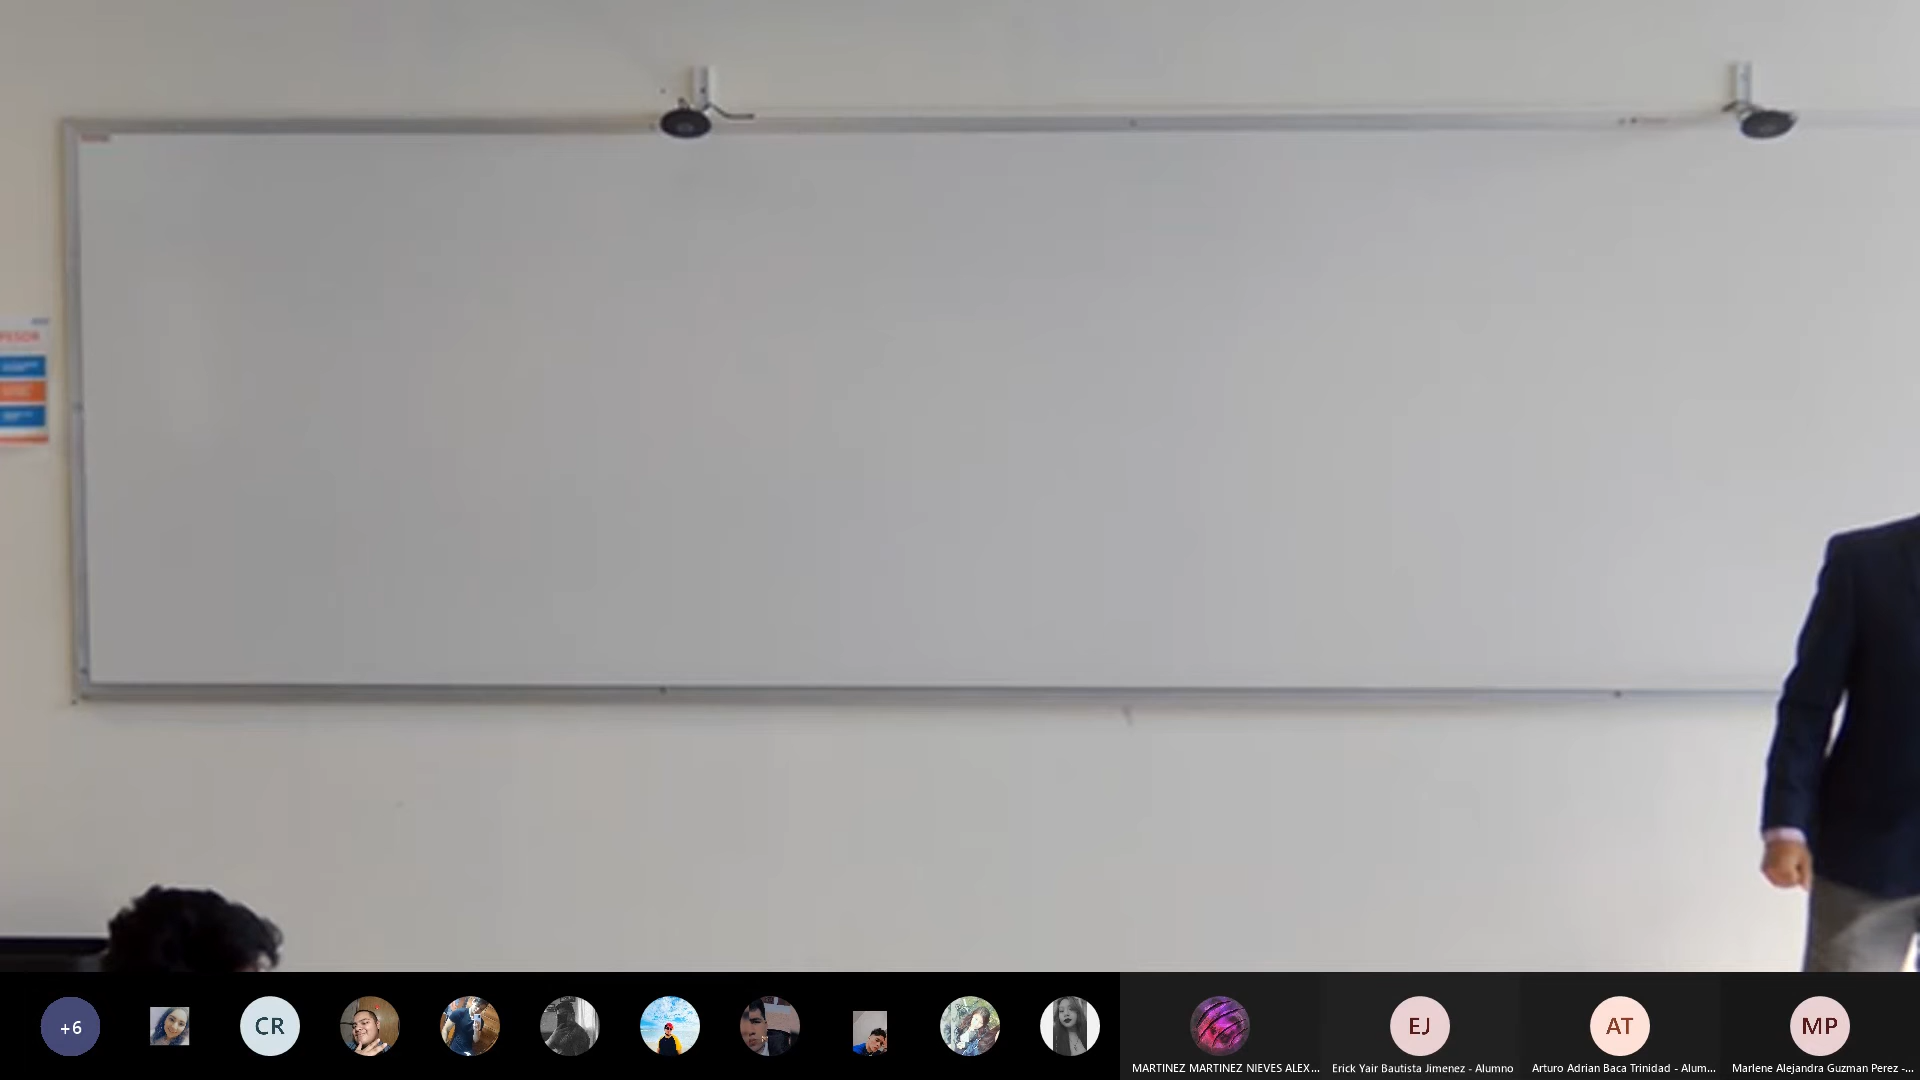 FESOR
+6
CR
EJ
AT
MP
MARTINEZ MARTINEZ NIEVES ALEX...
Erick Yair Bautista Jimenez - Alumno
Arturo Adrian Baca Trinidad - Alum...
Marlene Alejandra Guzman Perez -...